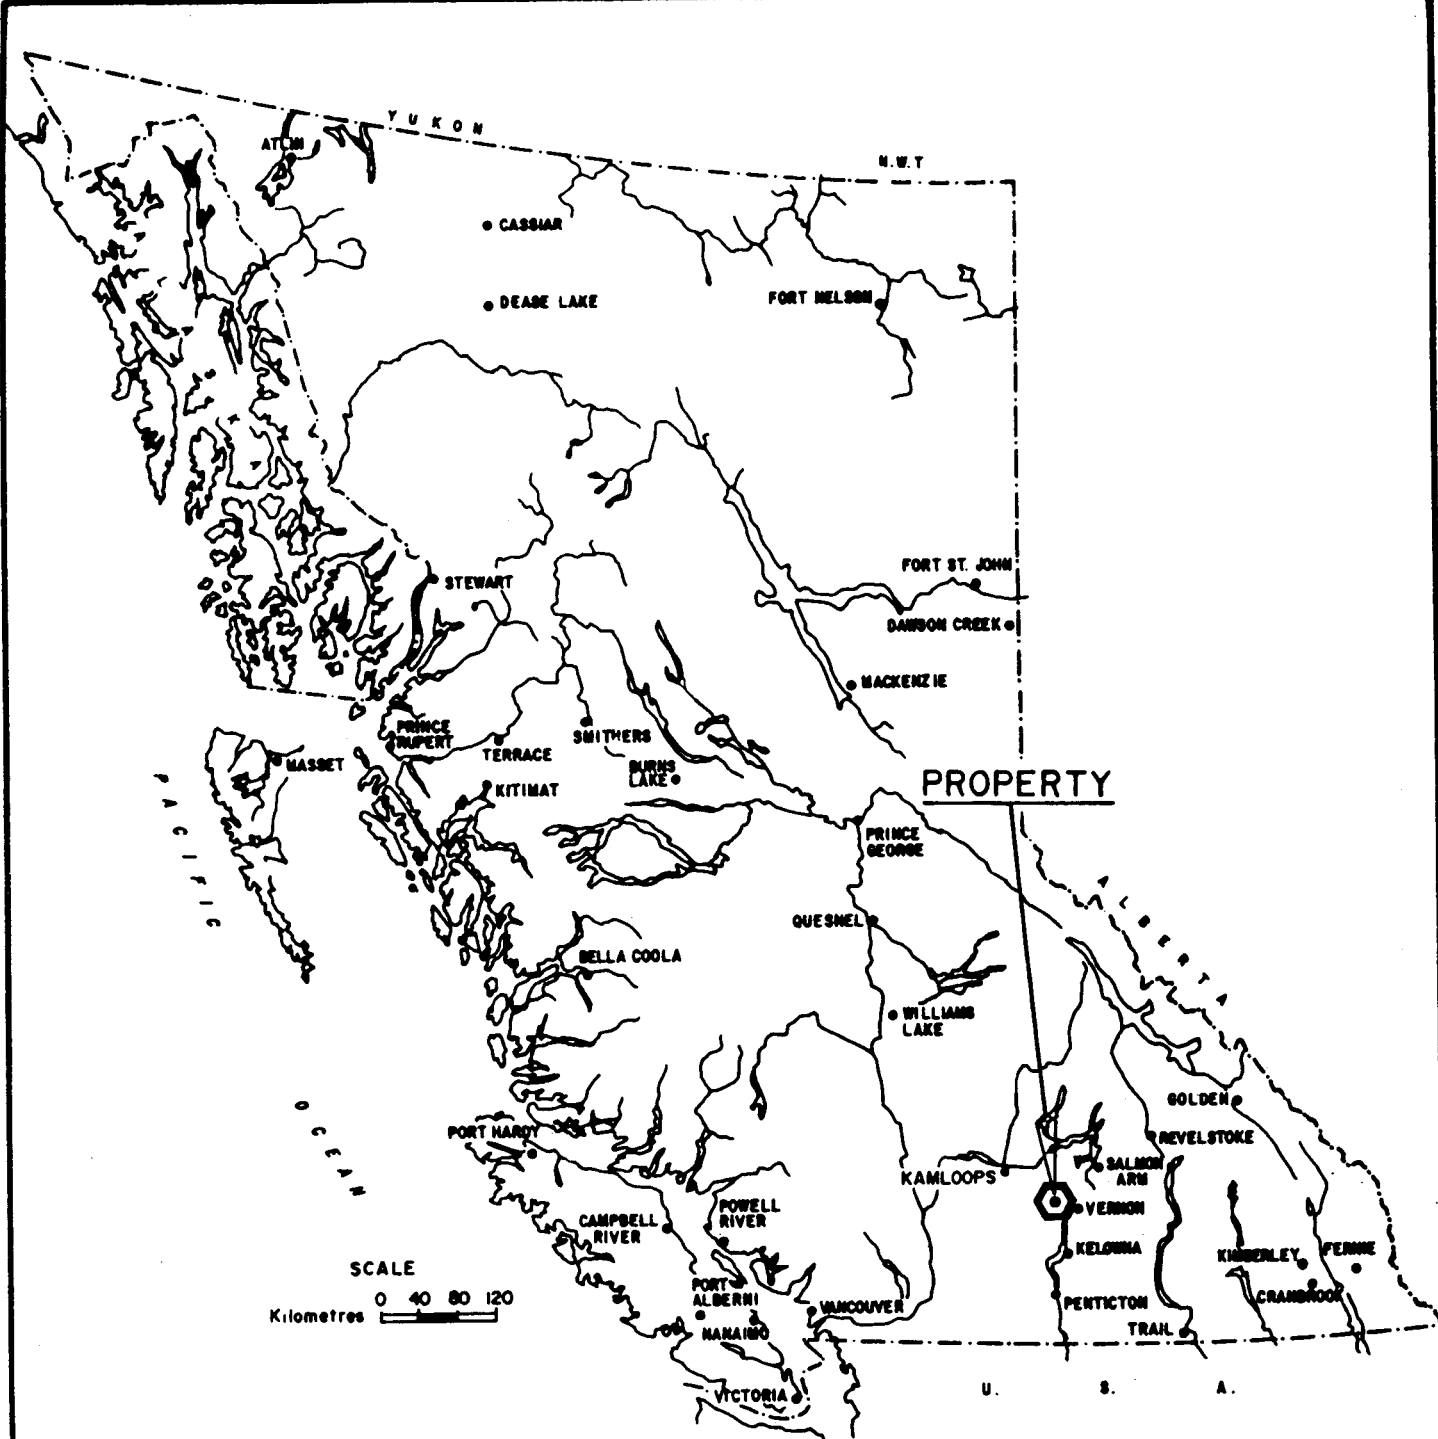 YUKON
N.W.T
ATLIN
CASSIAR
DEASE LAKE
FORT NELSON
STEWART
FORT ST. JOHN
DAWSON CREEK
MACKENZIE
PRINCE
RUPERT
TERRACE
SMITHERS
MASSET
BURNS
LAKE
KITIMAT
PROPERTY
PRINCE
GEORGE
PACIFIC
ALBERTA
QUESNEL
BELLA COOLA
WILLIAMS
LAKE
OCEAN
GOLDEN
PORT HARDY
REVELSTOKE
SALMON
ARM
KAMLOOPS
VERNON
POWELL
RIVER
CAMPBELL
RIVER
KELOWNA
KIMBERLEY
FERNIE
SCALE
PORT
ALBERNI
0 40 80 120
Kilometres
CRANBROOK
PENTICTON
VANCOUVER
TRAIL
NANAIMO
VICTORIA
U. S. A.